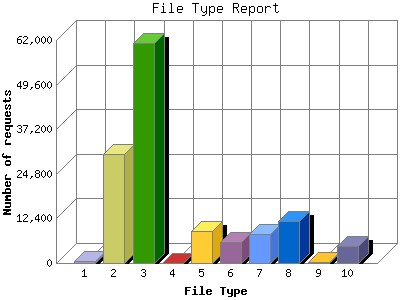 File Type Report
62,000
49,600
37,200
24,800
12,400
0
Number of requests
1 2 3 4 5 6 7 8 9 10
File Type